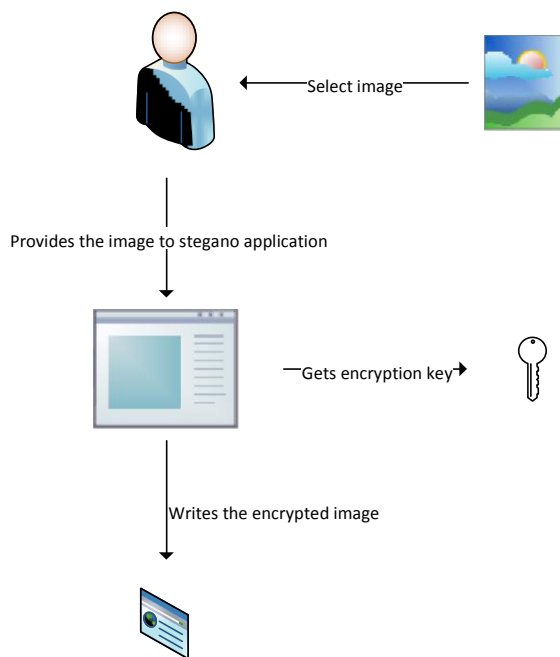 Select image
Provides the image to stegano application
Gets encryption key
Writes the encrypted image